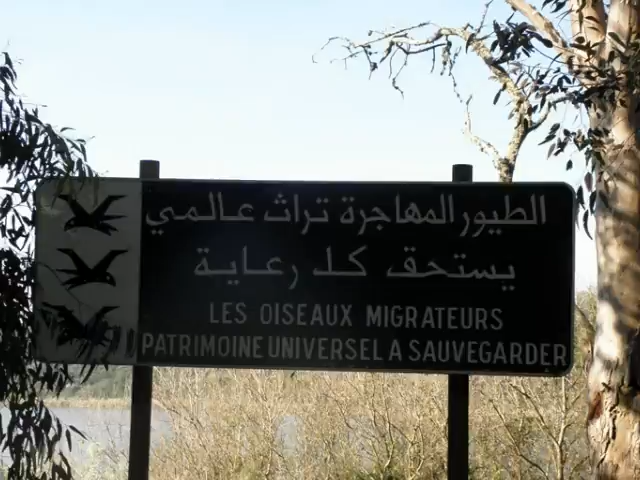 الطيور المهاجرة تراث عالمي
يستحق كل رعاية
LES OISEAUX MIGRATEURS
PATRIMOINE UNIVERSEL A SAUVEGARDER